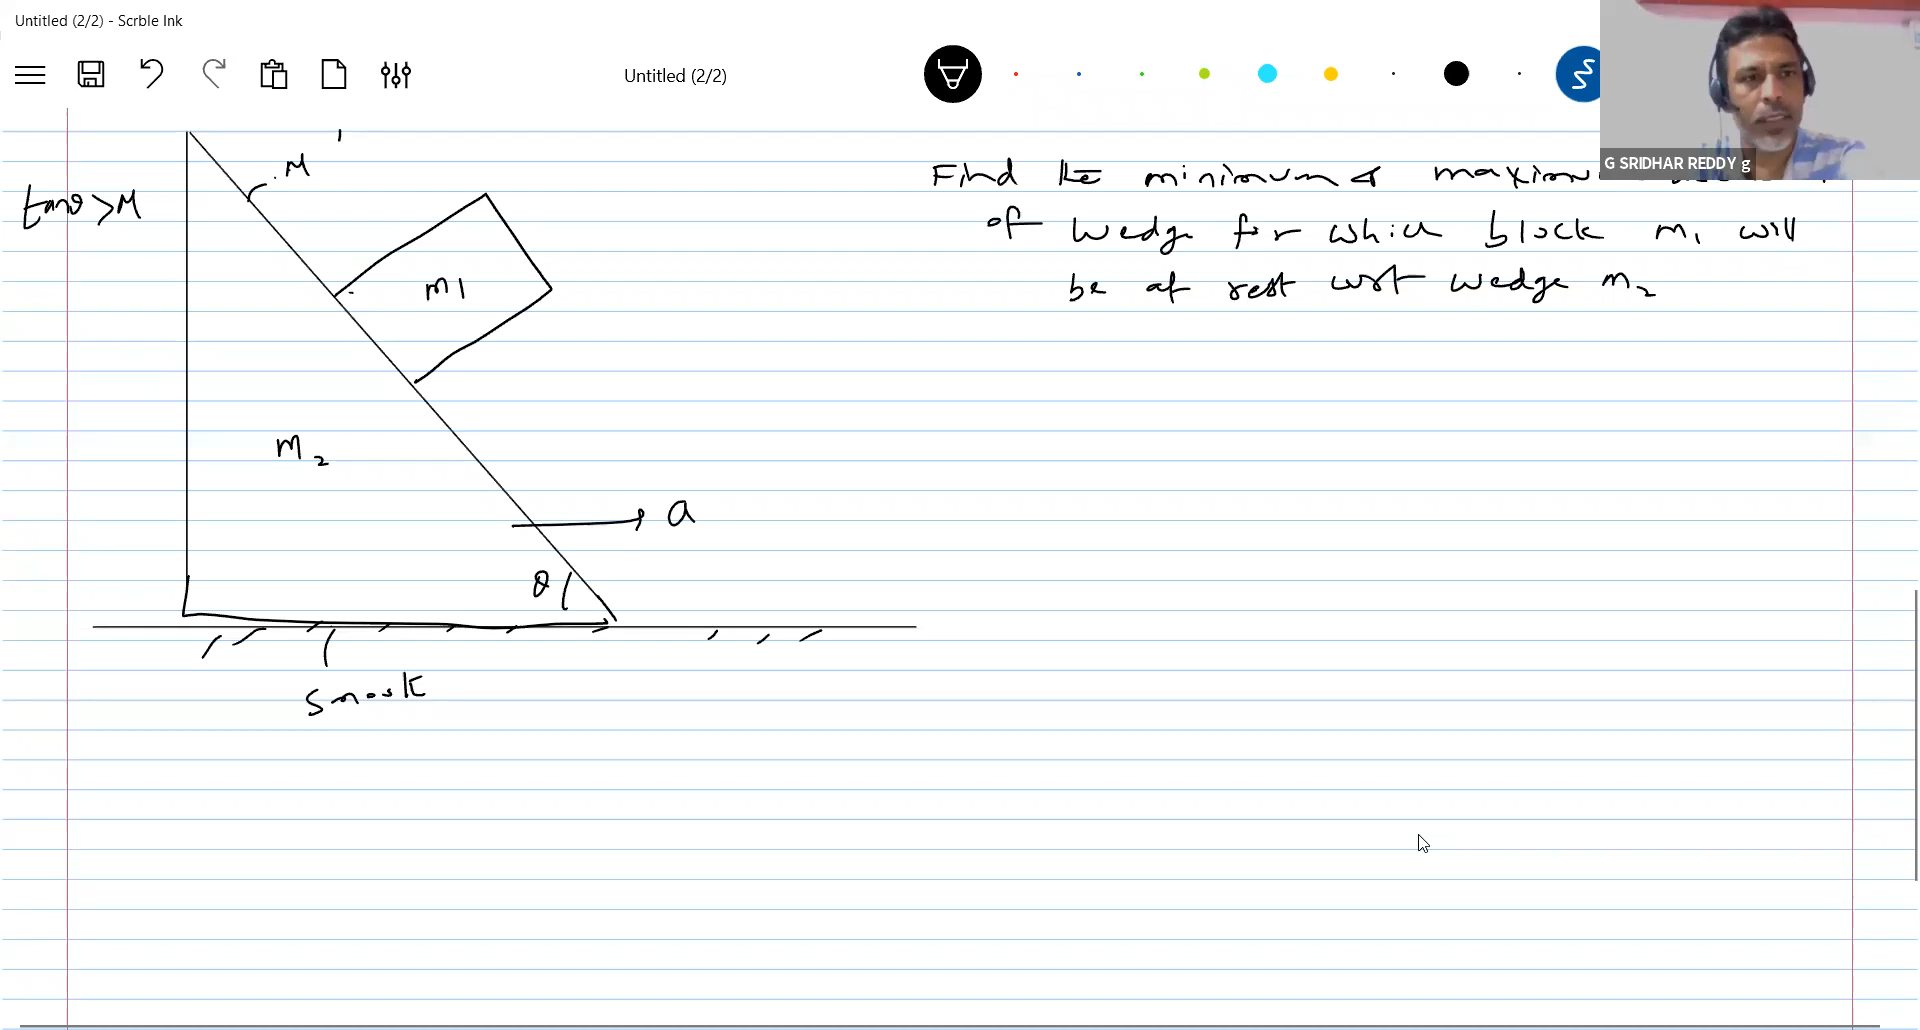 Untitled (2/2) - Scrble Ink
Untitled (2/2)
G SRIDHAR REDDY g
Find the minimum &
of wedge for which block m1 will
be at rest wrt wedge m2
tanθ > μ
μ
m1
m2
a
θ
smooth